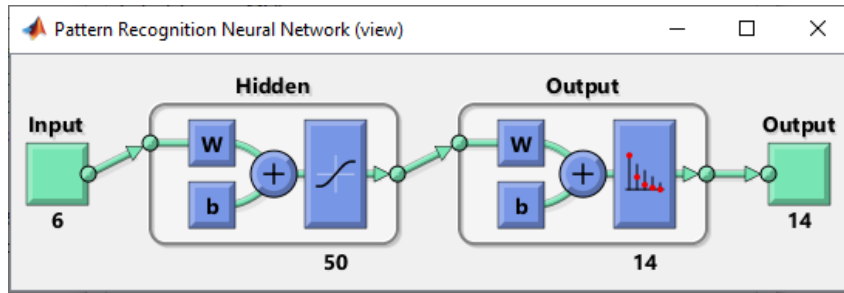 Pattern Recognition Neural Network (view)
Hidden
Output
Input
Output
W
W
b
b
6
50
14
14